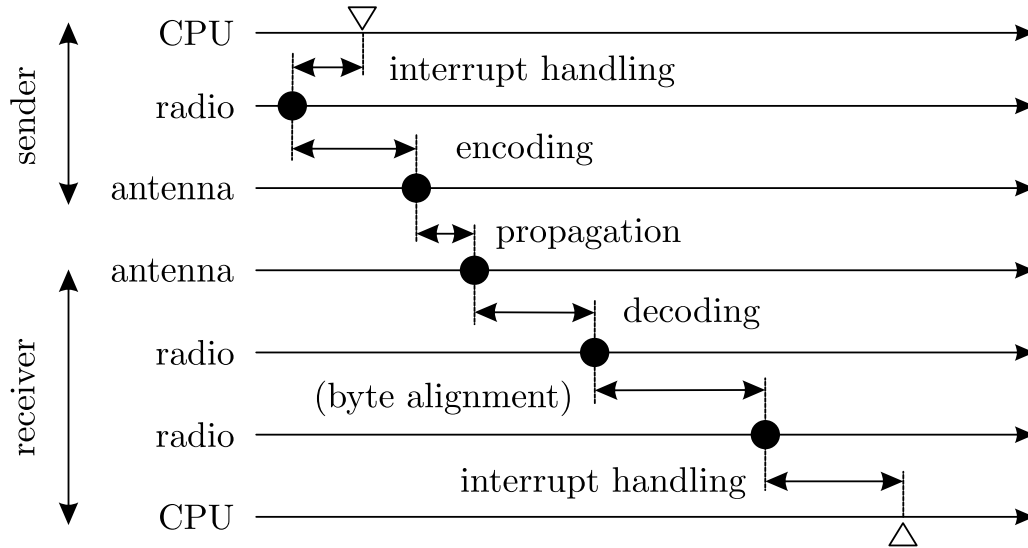 CPU
interrupt handling
radio
sender
encoding
antenna
propagation
antenna
decoding
radio
receiver
(byte alignment)
radio
interrupt handling
CPU